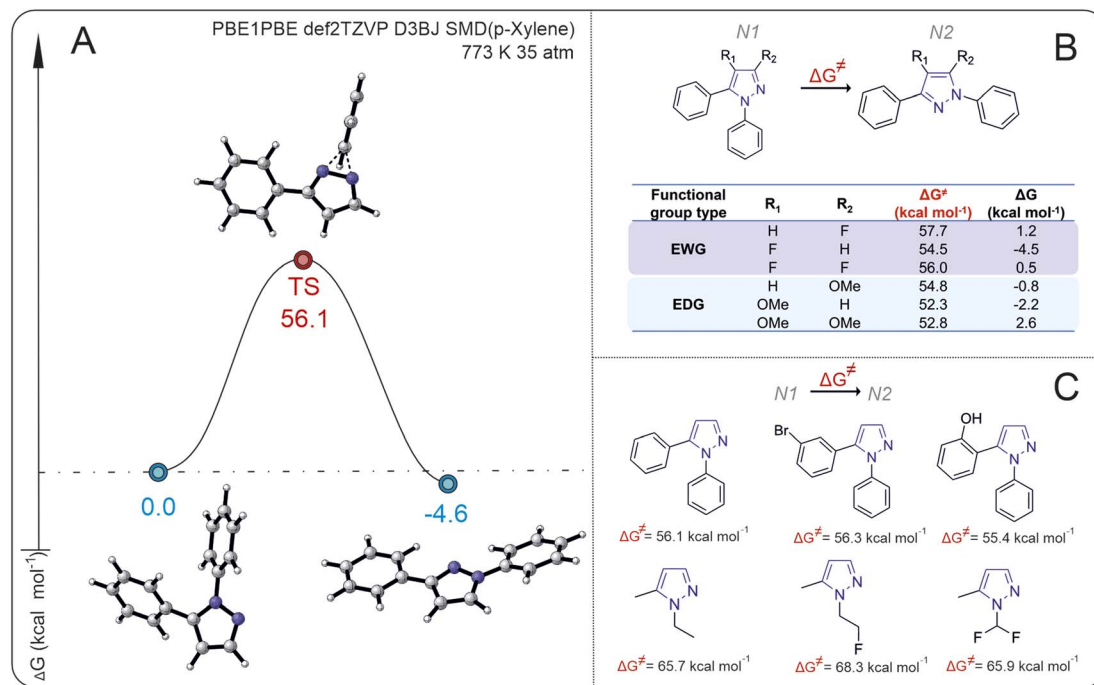 A
PBE1PBE def2TZVP D3BJ SMD(p-Xylene)
773 K 35 atm
TS
56.1
0.0
-4.6
ΔG (kcal mol⁻¹)
B
N1 N2
R₁ R₂ ΔG≠ R₁ R₂
N N
N N
Functional group type R₁ R₂ ΔG≠ (kcal mol⁻¹) ΔG (kcal mol⁻¹)
EWG
H F 57.7 1.2
F H 54.5 -4.5
F F 56.0 0.5
EDG
H OMe 54.8 -0.8
OMe H 52.3 -2.2
OMe OMe 52.8 2.6
C
N1 ΔG≠ N2
N N
Br N N
OH N N
ΔG≠ = 56.1 kcal mol⁻¹ ΔG≠ = 56.3 kcal mol⁻¹ ΔG≠ = 55.4 kcal mol⁻¹
N N
N N F
N N F F
ΔG≠ = 65.7 kcal mol⁻¹ ΔG≠ = 68.3 kcal mol⁻¹ ΔG≠ = 65.9 kcal mol⁻¹